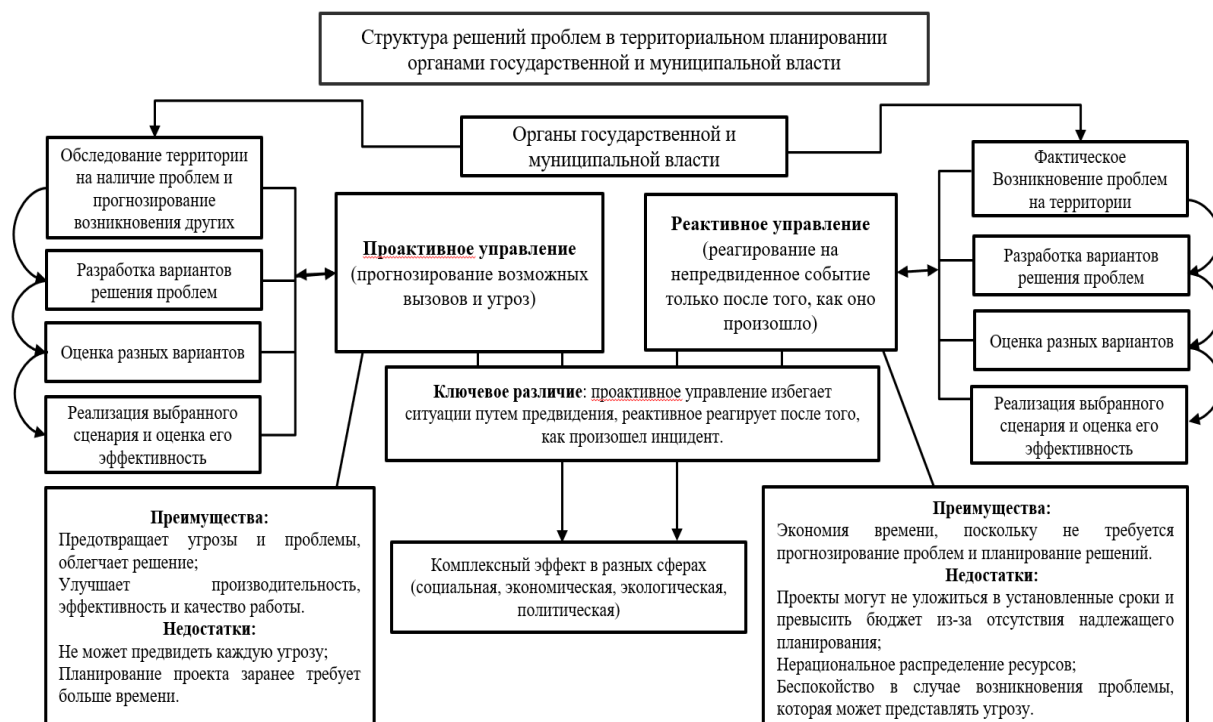 Структура решений проблем в территориальном планировании
органами государственной и муниципальной власти
Органы государственной и
муниципальной власти
Обследование территории
на наличие проблем и
прогнозирование
возникновения других
Разработка вариантов
решения проблем
Оценка разных вариантов
Реализация выбранного
сценария и оценка его
эффективность
Проактивное управление
(прогнозирование возможных
вызовов и угроз)
Реактивное управление
(реагирование на
непредвиденное событие
только после того, как оно
произошло)
Фактическое
Возникновение проблем
на территории
Разработка вариантов
решения проблем
Оценка разных вариантов
Реализация выбранного
сценария и оценка его
эффективность
Ключевое различие: проактивное управление избегает
ситуации путем предвидения, реактивное реагирует после того,
как произошел инцидент.
Преимущества:
Предотвращает угрозы и проблемы,
облегчает решение;
Улучшает производительность,
эффективность и качество работы.
Недостатки:
Не может предвидеть каждую угрозу;
Планирование проекта заранее требует
больше времени.
Комплексный эффект в разных сферах
(социальная, экономическая, экологическая,
политическая)
Преимущества:
Экономия времени, поскольку не требуется
прогнозирование проблем и планирование решений.
Недостатки:
Проекты могут не уложиться в установленные сроки и
превысить бюджет из-за отсутствия надлежащего
планирования;
Нерациональное распределение ресурсов;
Беспокойство в случае возникновения проблемы,
которая может представлять угрозу.